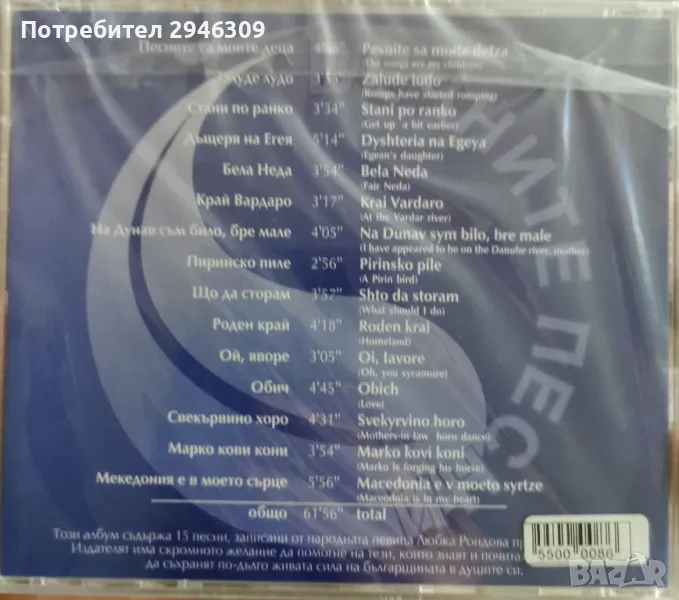 Потребител 2946309
Песните са моите деца 4'05" Pesnite sa moite detza
(The songs are my children)
Залуде лудо 3'55" Zalude ludo
(Romps have started romping)
Стани по ранко 3'34" Stani po ranko
(Get up a bit earlier)
Дъщеря на Егея 5'14" Dyshteria na Egeya
(Egean's daughter)
Бела Неда 3'54" Bela Neda
(Fair Neda)
Край Вардаро 3'17" Krai Vardaro
(At the Vardar river)
На Дунав съм било, бре мале 4'05" Na Dunav sym bilo, bre male
(I have appeared to be on the Danube river, mother)
Пиринско пиле 2'56" Pirinsko pile
(A Pirin bird)
Що да сторам 3'57" Shto da storam
(What should I do)
Роден край 4'18" Roden krai
(Homeland)
Ой, яворе 3'05" Oi, Iavore
(Oh, you sycamore)
Обич 4'45" Obich
(Love)
Свекървино хоро 4'31" Svekyrvino horo
(Mothers-in law horo dance)
Марко кови кони 3'54" Marko kovi koni
(Marko is forging his horse)
Македония е в моето сърце 5'56" Macedonia e v moeto syrtze
(Macedonia is in my heart)
общо 61'56" total
НИТЕ ПЕС
Този албум съдържа 15 песни, записани от народната певица Любка Рондова пр
Издателят има скромното желание да помогне на тези, които знаят и почита
да съхранят по-дълго живата сила на българщината в душите си.
5500 0086
BAZAR